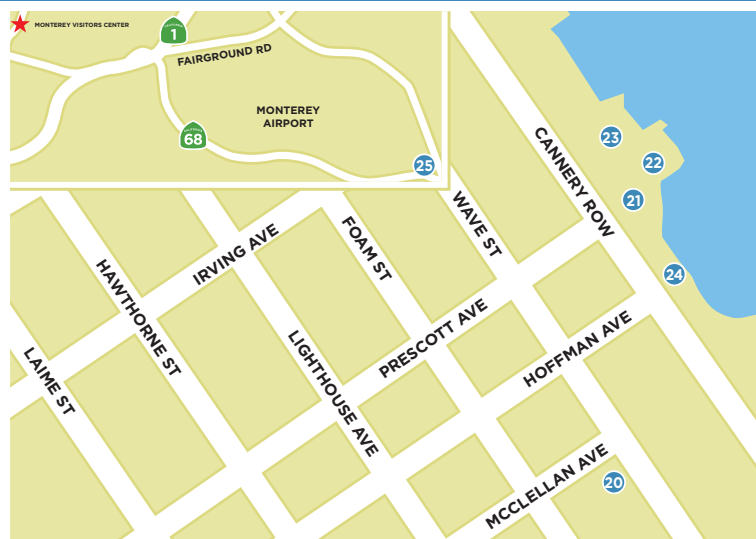 MONTEREY VISITORS CENTER
1
FAIRGROUND RD
MONTEREY
AIRPORT
68
25
23
22
21
24
CANNERY ROW
WAVE ST
FOAM ST
IRVING AVE
HAWTHORNE ST
LAIME ST
LIGHTHOUSE AVE
PRESCOTT AVE
HOFFMAN AVE
MCCLELLAN AVE
20